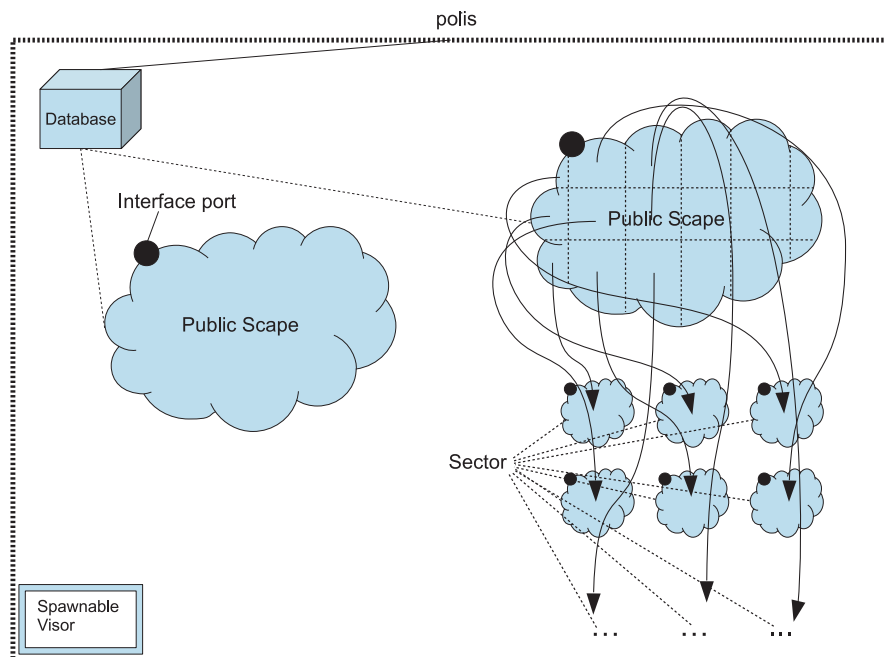 polis
Database
Interface port
Public Scape
Public Scape
Sector
... ... ...
Spawnable
Visor